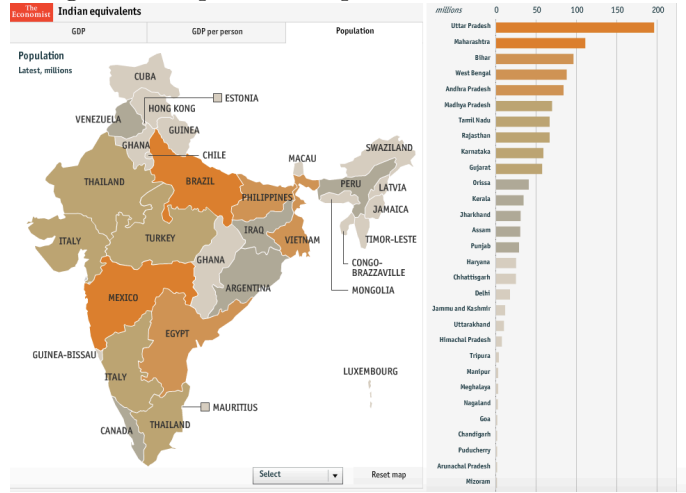 The
Economist
Indian equivalents
GDP
GDP per person
Population
Population
Latest, millions
CUBA
HONG KONG
ESTONIA
VENEZUELA
GUINEA
GHANA
CHILE
SWAZILAND
MACAU
THAILAND
BRAZIL
PERU
LATVIA
PHILIPPINES
JAMAICA
ITALY
TURKEY
IRAQ
VIETNAM
TIMOR-LESTE
GHANA
CONGO-
BRAZZAVILLE
ARGENTINA
MONGOLIA
MEXICO
EGYPT
GUINEA-BISSAU
ITALY
LUXEMBOURG
MAURITIUS
CANADA
THAILAND
Select
Reset map
millions
0 50 100 150 200
Uttar Pradesh
Maharashtra
Bihar
West Bengal
Andhra Pradesh
Madhya Pradesh
Tamil Nadu
Rajasthan
Karnataka
Gujarat
Orissa
Kerala
Jharkhand
Assam
Punjab
Haryana
Chhattisgarh
Delhi
Jammu and Kashmir
Uttarakhand
Himachal Pradesh
Tripura
Manipur
Meghalaya
Nagaland
Goa
Chandigarh
Puducherry
Arunachal Pradesh
Mizoram